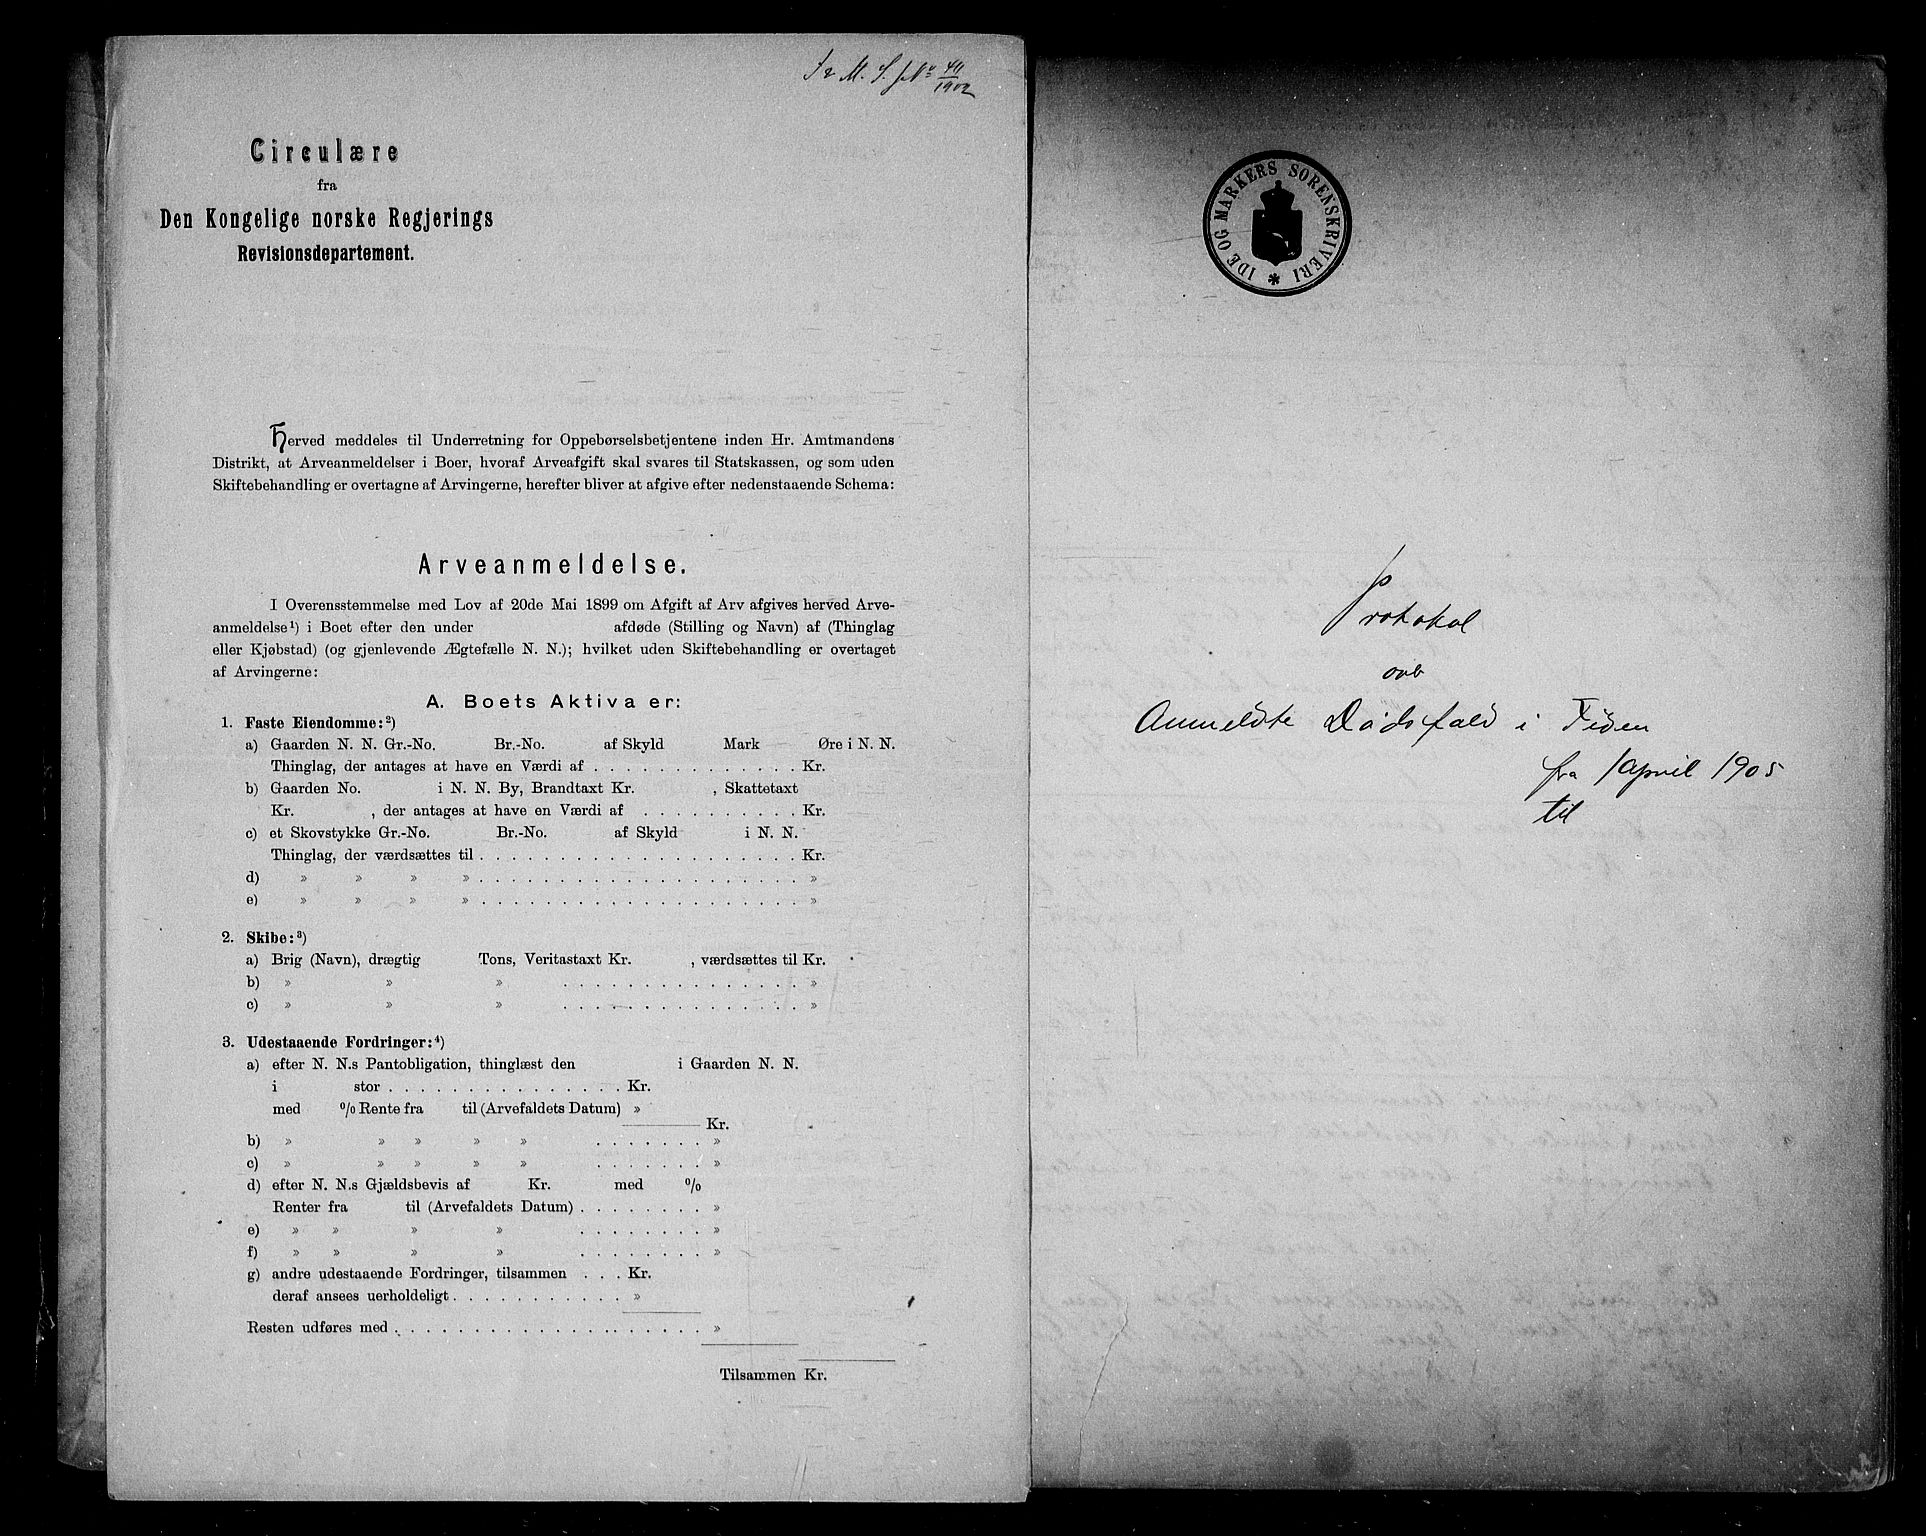 I & M. S. No 44/1902
Circulære
fra
Den Kongelige norske Regjerings
Revisionsdepartement.
Herved meddeles til Underretning for Oppebørselsbetjentene inden Hr. Amtmandens
Distrikt, at Arveanmeldelser i Boer, hvoraf Arveafgift skal svares til Statskassen, og som uden
Skiftebehandling er overtagne af Arvingerne, herefter bliver at afgive efter nedenstaaende Schema:
Arveanmeldelse.
I Overensstemmelse med Lov af 20de Mai 1899 om Afgift af Arv afgives herved Arve-
anmeldelse¹) i Boet efter den under afdøde (Stilling og Navn) af (Thinglag
eller Kjøbstad) (og gjenlevende Ægtefælle N. N.); hvilket uden Skiftebehandling er overtaget
af Arvingerne:
A. Boets Aktiva er:
1. Faste Eiendomme:²)
a) Gaarden N. N. Gr.-No. Br.-No. af Skyld Mark Øre i N. N.
Thinglag, der antages at have en Værdi af . . . . . . . . . . . . . Kr.
b) Gaarden No. i N. N. By, Brandtaxt Kr. , Skattetaxt
Kr. , der antages at have en Værdi af . . . . . . . . . . Kr.
c) et Skovstykke Gr.-No. Br.-No. af Skyld i N. N.
Thinglag, der værdsættes til . . . . . . . . . . . . . . . . . . . . . Kr.
d) » » » » . . . . . . . . . . . . . . . . . . . . . »
e) » » » » . . . . . . . . . . . . . . . . . . . . . »
2. Skibe:³)
a) Brig (Navn), drægtig Tons, Veritastaxt Kr. , værdsættes til Kr.
b) » » » . . . . . . . . . . . . . . . »
c) » » » . . . . . . . . . . . . . . . »
3. Udestaaende Fordringer:⁴)
a) efter N. N.s Pantobligation, thinglæst den i Gaarden N. N.
i stor . . . . . . . . . . . . . . . Kr.
med % Rente fra til (Arvefaldets Datum) »
Kr.
b) » » » » » . . . . . . . »
c) » » » » » . . . . . . . »
d) efter N. N.s Gjældsbevis af Kr. med %
Renter fra til (Arvefaldets Datum) . . . . . . . . »
e) » » » » . . . . . . . . »
f) » » » » . . . . . . . . »
g) andre udestaaende Fordringer, tilsammen . . . Kr.
deraf ansees uerholdeligt . . . . . . . . . . . »
Resten udføres med . . . . . . . . . . . . . . . . . . . »
Tilsammen Kr.
IDE OG MARKERS SORENSKRIVERI
Protokol
over
Anmeldte Dødsfald i Tiden
fra 1 April 1905
til